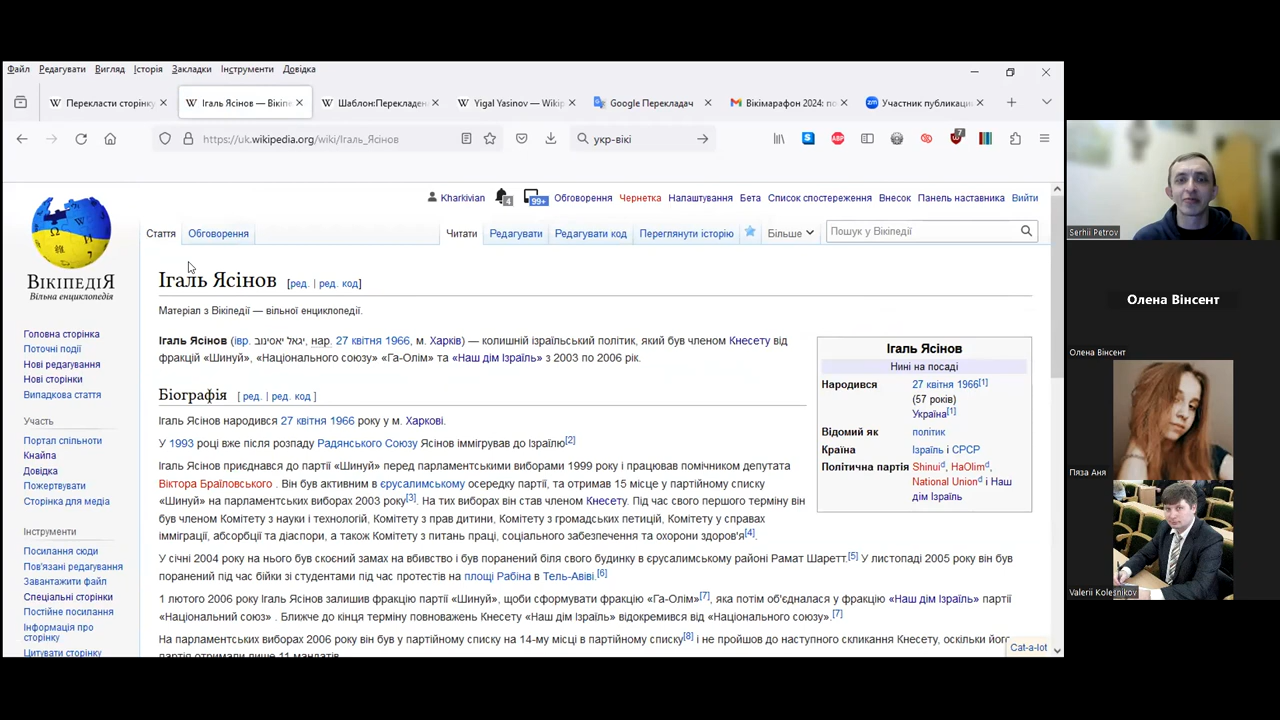 Файл Редагувати Вигляд Історія Закладки Інструменти Довідка
Перекласти сторінку
Ігаль Ясінов — Вікіпе
Шаблон:Перекладен
Yigal Yasinov — Wikip
Google Перекладач
Вікімарафон 2024: по
Участник публикаци
https://uk.wikipedia.org/wiki/Ігаль_Ясінов
укр-вікі
ABP
7
Kharkivian 4 99+ Обговорення Чернетка Налаштування Бета Список спостереження Внесок Панель наставника Вийти
Стаття Обговорення Читати Редагувати Редагувати код Переглянути історію Більше Пошук у Вікіпедії
ВІКІПЕДІЯ
Вільна енциклопедія
Головна сторінка
Поточні події
Нові редагування
Нові сторінки
Випадкова стаття
Участь
Портал спільноти
Кнайпа
Довідка
Пожертвувати
Сторінка для медіа
Інструменти
Посилання сюди
Пов'язані редагування
Завантажити файл
Спеціальні сторінки
Постійне посилання
Інформація про
сторінку
Цитувати сторінку
Ігаль Ясінов [ред. | ред. код]
Матеріал з Вікіпедії — вільної енциклопедії.
Ігаль Ясінов (івр. יגאל יאסינוב, нар. 27 квітня 1966, м. Харків) — колишній ізраїльський політик, який був членом Кнесету від
фракцій «Шинуй», «Національного союзу» «Га-Олім» та «Наш дім Ізраїль» з 2003 по 2006 рік.
Біографія [ ред. | ред. код ]
Ігаль Ясінов народився 27 квітня 1966 року у м. Харкові.
У 1993 році вже після розпаду Радянського Союзу Ясінов іммігрував до Ізраїлю[2]
Ігаль Ясінов приєднався до партії «Шинуй» перед парламентськими виборами 1999 року і працював помічником депутата
Віктора Браїловського . Він був активним в єрусалимському осередку партії, та отримав 15 місце у партійному списку
«Шинуй» на парламентських виборах 2003 року[3]. На тих виборах він став членом Кнесету. Під час свого першого терміну він
був членом Комітету з науки і технологій, Комітету з прав дитини, Комітету з громадських петицій, Комітету у справах
імміграції, абсорбції та діаспори, а також Комітету з питань праці, соціального забезпечення та охорони здоров'я[4].
У січні 2004 року на нього був скоєний замах на вбивство і був поранений біля свого будинку в єрусалимському районі Рамат Шаретт.[5] У листопаді 2005 року він був
поранений під час бійки зі студентами під час протестів на площі Рабіна в Тель-Авіві.[6]
1 лютого 2006 року Ігаль Ясінов залишив фракцію партії «Шинуй», щоби сформувати фракцію «Га-Олім»[7], яка потім об'єдналася у фракцію «Наш дім Ізраїль» партії
«Національний союз» . Ближче до кінця терміну повноважень Кнесету «Наш дім Ізраїль» відокремився від «Національного союзу».[7]
На парламентських виборах 2006 року він був у партійному списку на 14-му місці в партійному списку[8] і не пройшов до наступного скликання Кнесету, оскільки його
партія отримали лише 11 мандатів.
Ігаль Ясінов
Нині на посаді
Народився 27 квітня 1966[1]
(57 років)
Україна[1]
Відомий як політик
Країна Ізраїль і СРСР
Політична партія Shinuid, HaOlimd,
National Uniond і Наш
дім Ізраїль
Cat-a-lot
Serhii Petrov
Олена Вінсент
Олена Вінсент
Пяза Аня
Valerii Kolesnikov